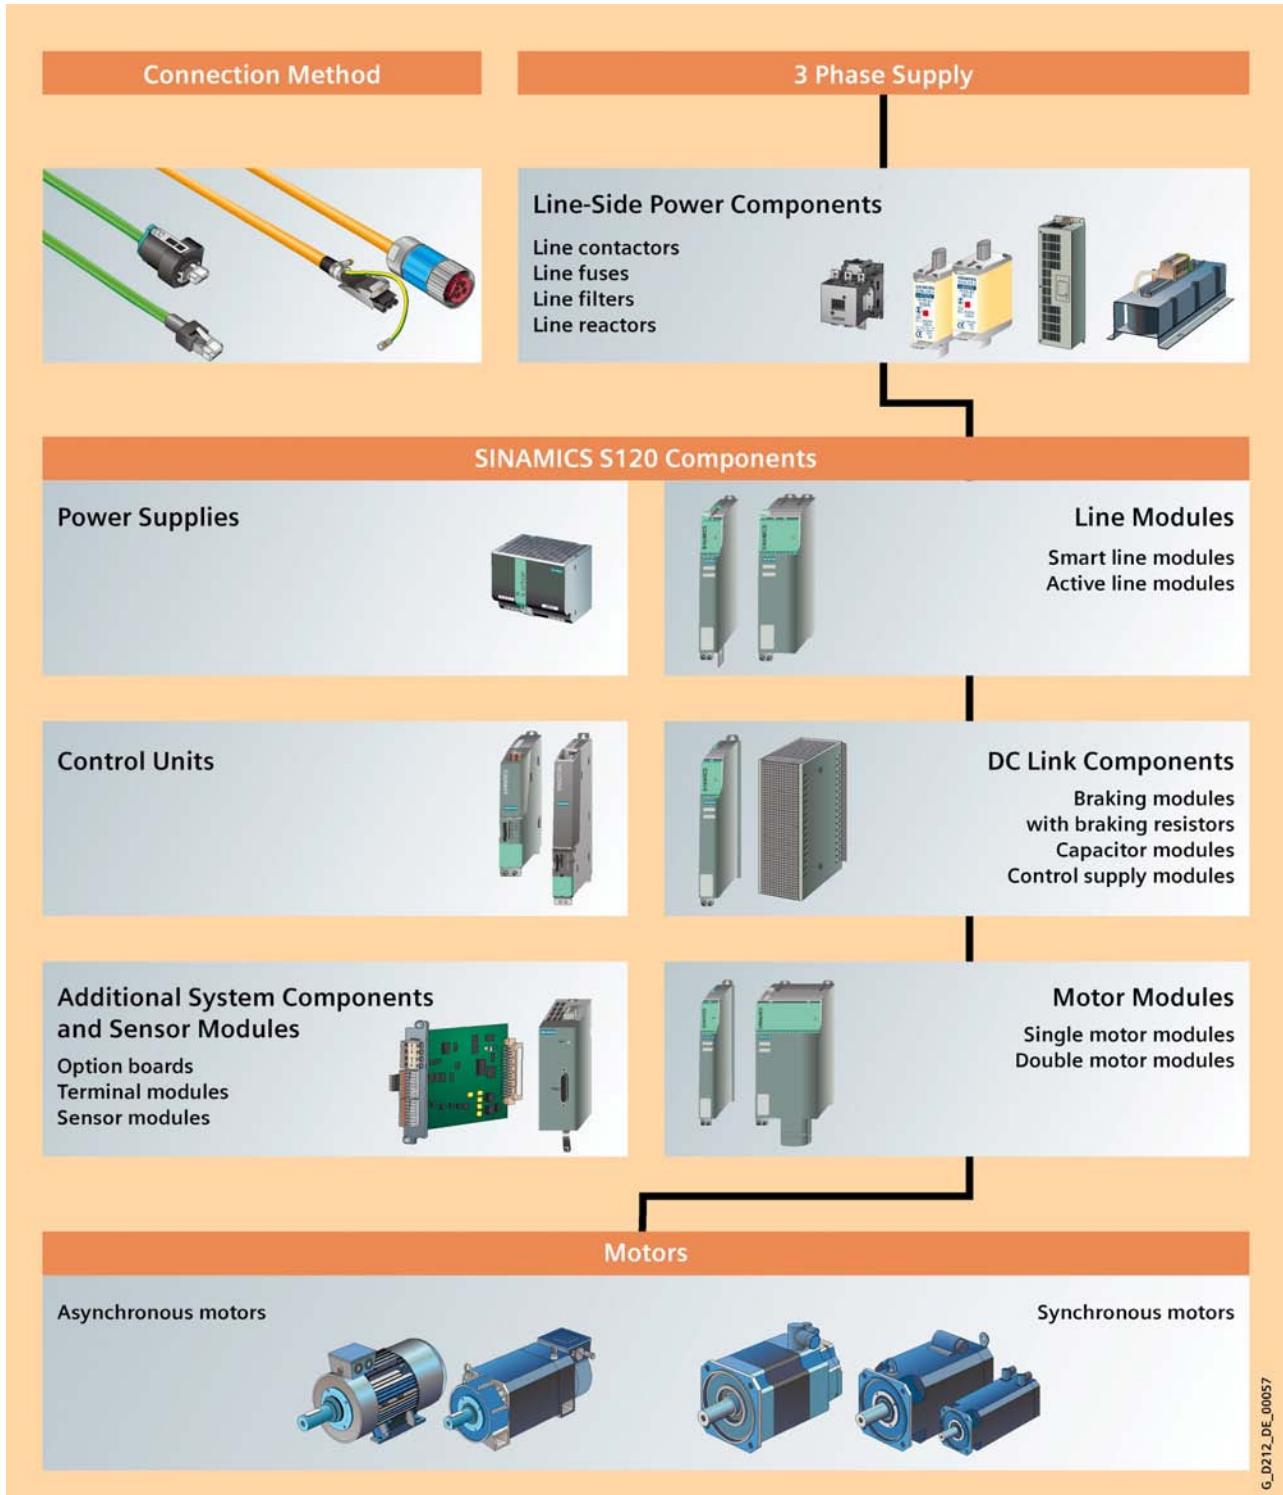 Connection Method
3 Phase Supply
Line-Side Power Components
Line contactors
Line fuses
Line filters
Line reactors
SINAMICS S120 Components
Power Supplies
Line Modules
Smart line modules
Active line modules
Control Units
DC Link Components
Braking modules
with braking resistors
Capacitor modules
Control supply modules
Additional System Components
and Sensor Modules
Option boards
Terminal modules
Sensor modules
Motor Modules
Single motor modules
Double motor modules
Motors
Asynchronous motors
Synchronous motors
G_D212_DE_00057